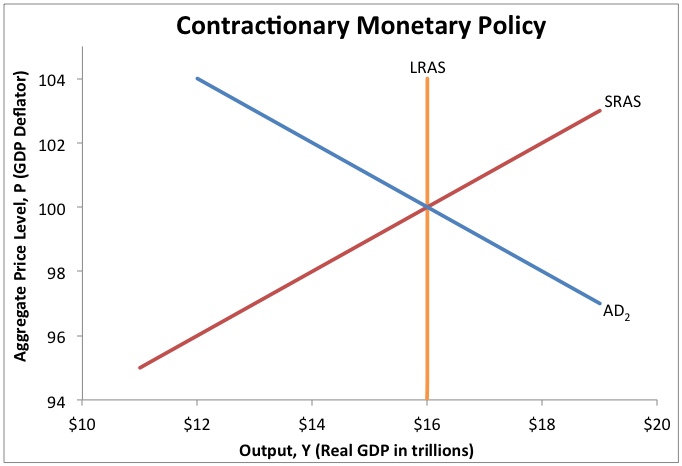 Contractionary Monetary Policy
LRAS
SRAS
AD2
Aggregate Price Level, P (GDP Deflator)
104
102
100
98
96
94
$10 $12 $14 $16 $18 $20
Output, Y (Real GDP in trillions)